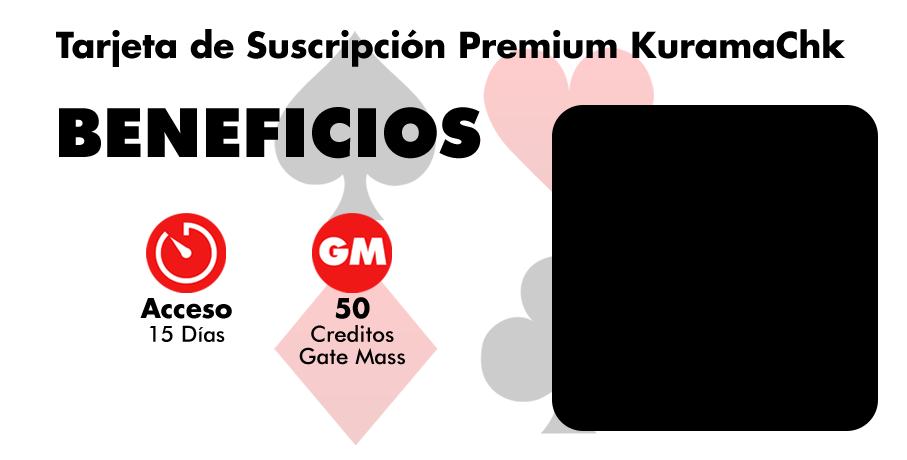 Tarjeta de Suscripción Premium KuramaChk
BENEFICIOS
GM
Acceso
15 Días
50
Creditos
Gate Mass